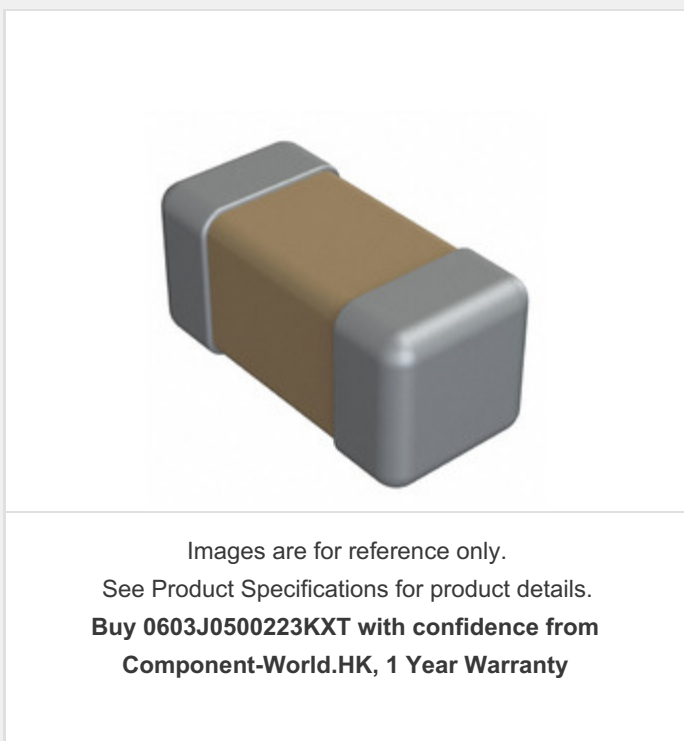 Images are for reference only.
See Product Specifications for product details.
Buy 0603J0500223KXT with confidence from
Component-World.HK, 1 Year Warranty